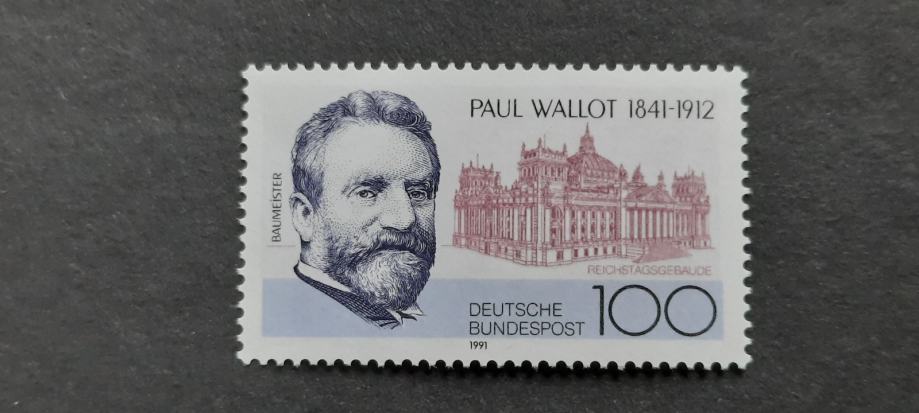 PAUL WALLOT 1841-1912
BAUMEISTER
REICHSTAGSGEBÄUDE
DEUTSCHE
BUNDESPOST 100
1991